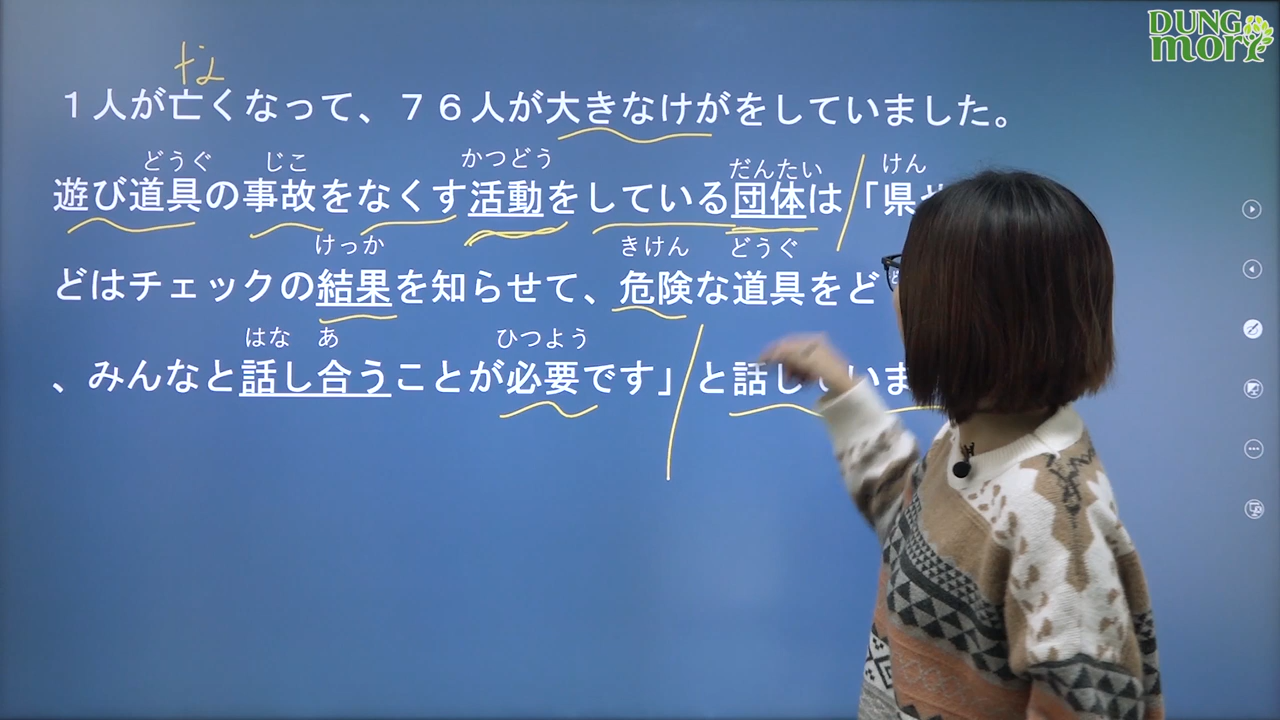 DUNG
mori
な
１人が亡くなって、７６人が大きなけがをしていました。
どうぐ じこ かつどう だんたい けん
遊び道具の事故をなくす活動をしている団体は「県
けっか きけん どうぐ
どはチェックの結果を知らせて、危険な道具をど
はな あ ひつよう
、みんなと話し合うことが必要です」と話していま